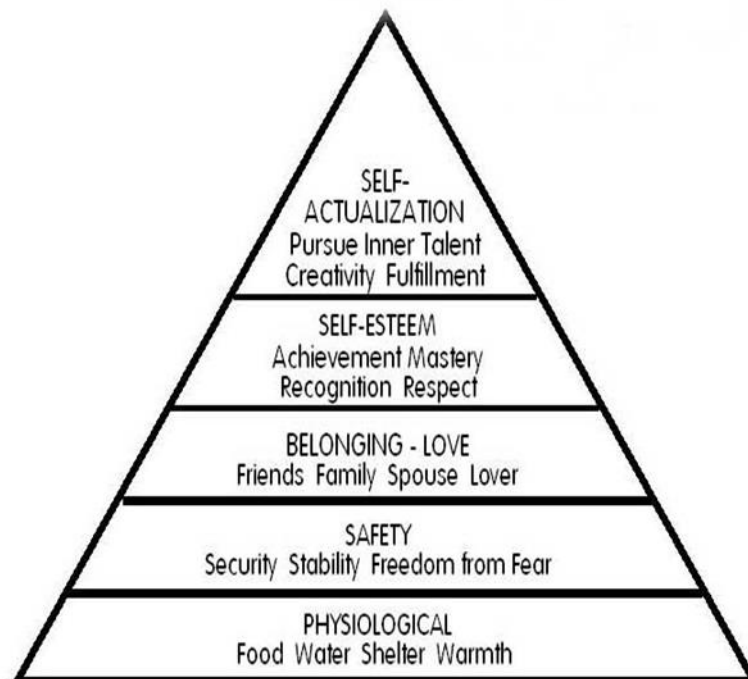 SELF-
ACTUALIZATION
Pursue Inner Talent
Creativity Fulfillment
SELF-ESTEEM
Achievement Mastery
Recognition Respect
BELONGING - LOVE
Friends Family Spouse Lover
SAFETY
Security Stability Freedom from Fear
PHYSIOLOGICAL
Food Water Shelter Warmth